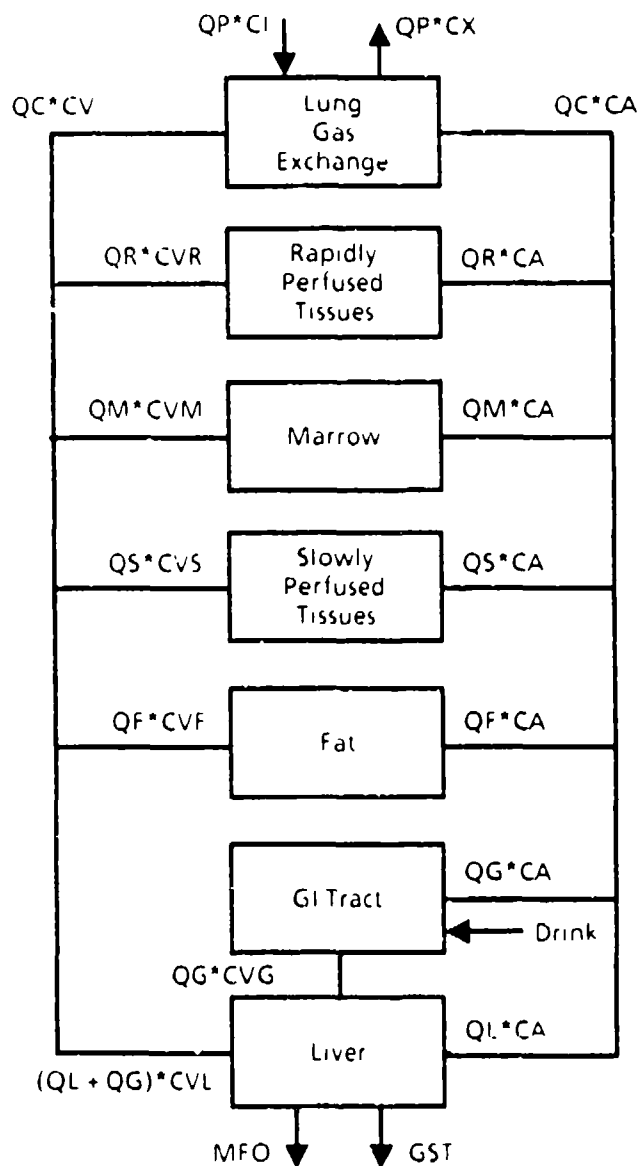 QP*CI
QP*CX
QC*CV
Lung
Gas
Exchange
QC*CA
QR*CVR
Rapidly
Perfused
Tissues
QR*CA
QM*CVM
Marrow
QM*CA
QS*CVS
Slowly
Perfused
Tissues
QS*CA
QF*CVF
Fat
QF*CA
GI Tract
QG*CA
Drink
QG*CVG
Liver
QL*CA
(QL + QG)*CVL
MFO
GST